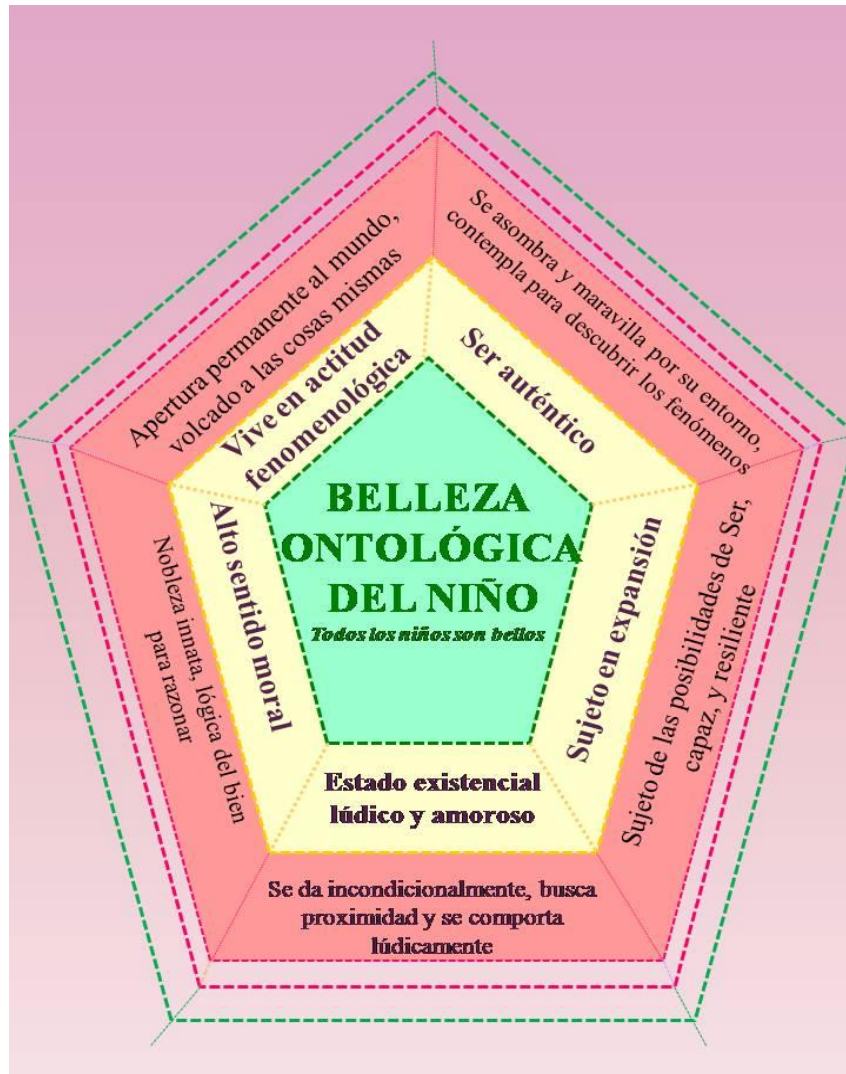 BELLEZA
ONTOLÓGICA
DEL NIÑO
Todos los niños son bellos
Vive en actitud
fenomenológica
Apertura permanente al mundo,
volcado a las cosas mismas
Ser auténtico
Se asombra y maravilla por su entorno,
contempla para descubrir los fenómenos
Sujeto en expansión
Sujeto de las posibilidades de Ser,
capaz, y resiliente
Estado existencial
lúdico y amoroso
Se da incondicionalmente, busca
proximidad y se comporta
lúdicamente
Alto sentido moral
Nobleza innata, lógica del bien
para razonar